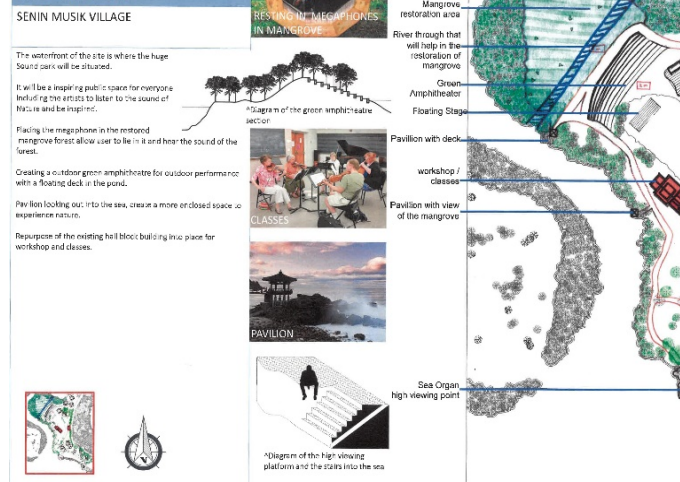 SENIN MUSIK VILLAGE
The waterfront of the site is where the huge
Sound park will be situated.
It will be a inspiring public space for everyone
including the artists to listen to the sound of
Nature and be inspired.
Placing the megaphone in the restored
mangrove forest allow user to lie in it and hear the sound of the
forest.
Creating a outdoor green amphitheatre for outdoor performance
with a floating deck in the pond.
Pavilion looking out into the sea, create a more enclosed space to
experience nature.
Repurpose of the existing hall block building into place for
workshop and classes.
RESTING IN MEGAPHONES
IN MANGROVE
^Diagram of the green amphitheatre
section
CLASSES
PAVILION
^Diagram of the high viewing
platform and the stairs into the sea
Mangrove
restoration area
River through that
will help in the
restoration of
mangrove
Green
Amphitheater
Floating Stage
Pavillion with deck
workshop /
classes
Pavillion with view
of the mangrove
Sea Organ
high viewing point